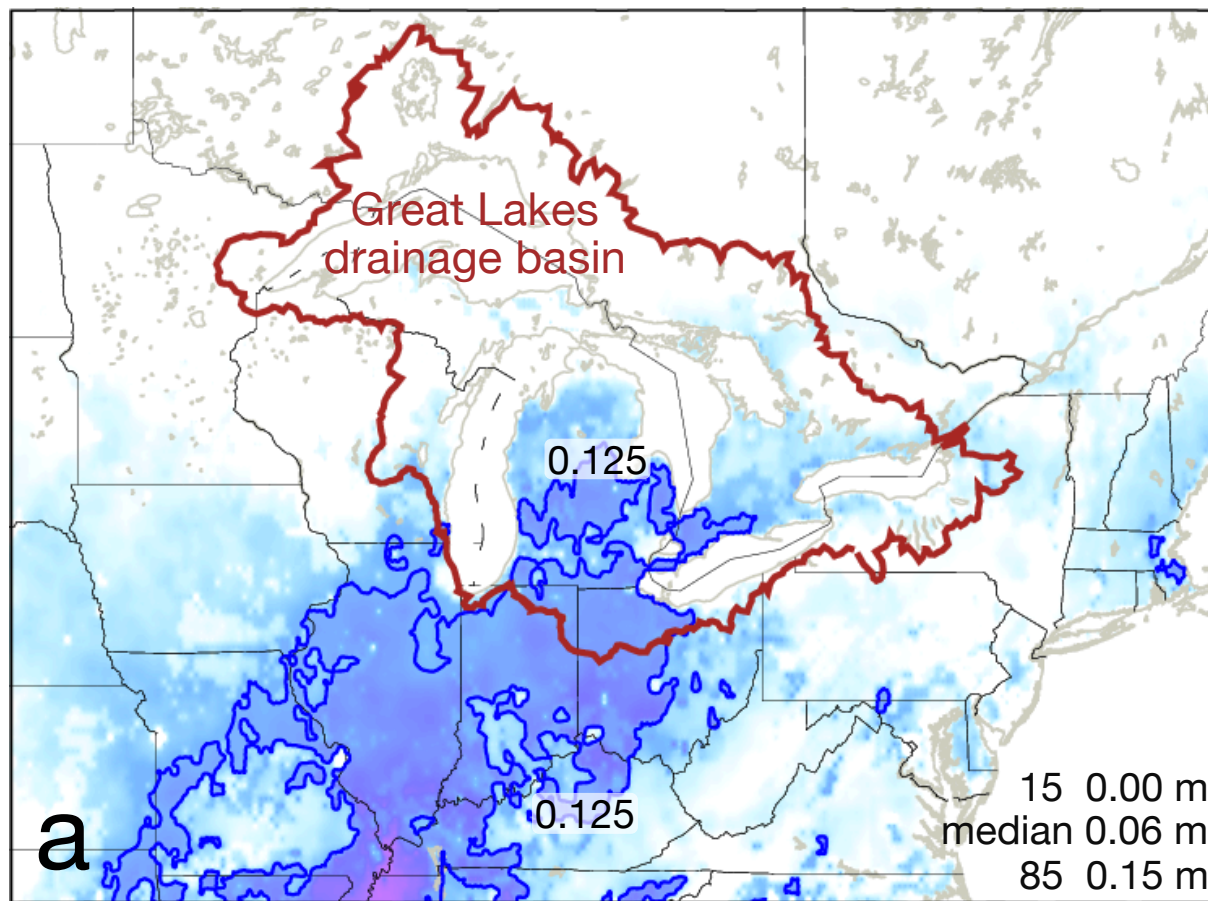 Great Lakes
drainage basin
0.125
0.125
a
15 0.00 m
median 0.06 m
85 0.15 m